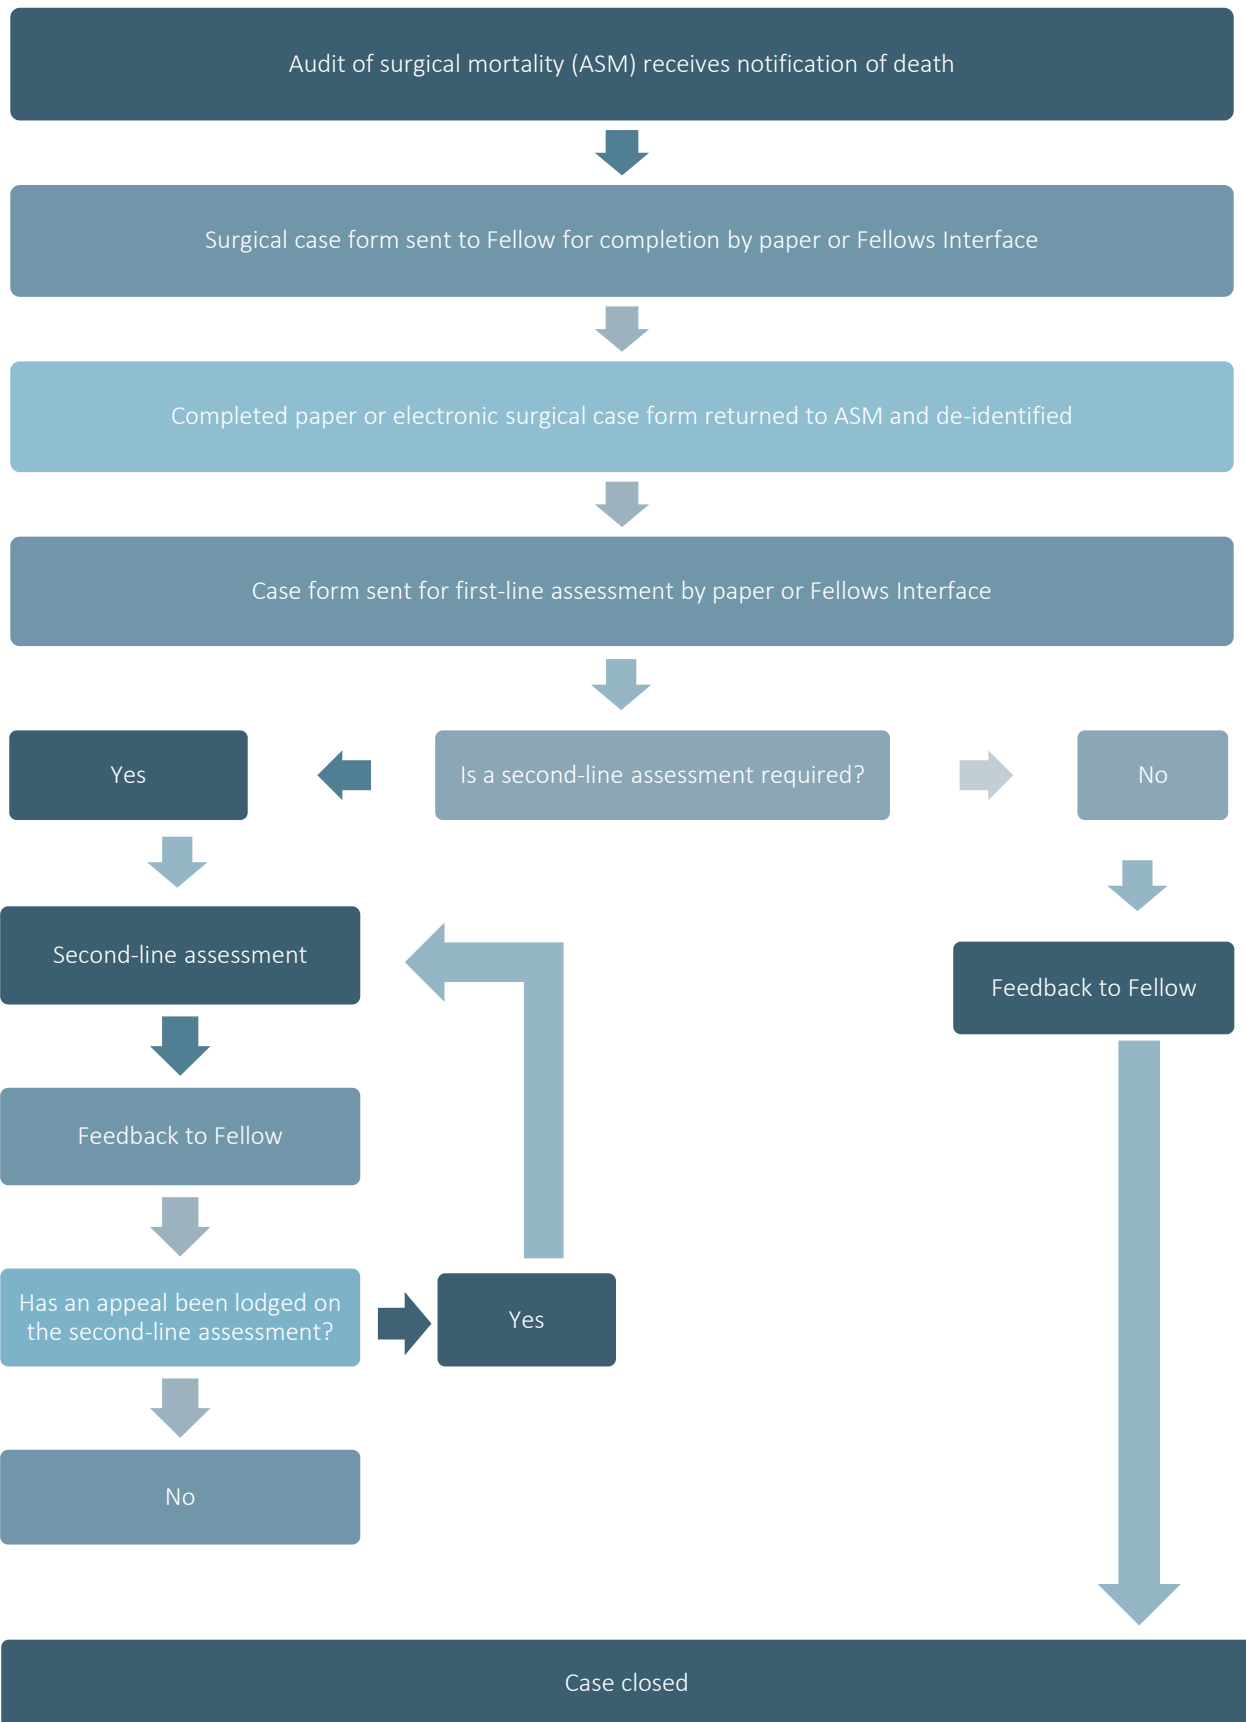 Audit of surgical mortality (ASM) receives notification of death
Surgical case form sent to Fellow for completion by paper or Fellows Interface
Completed paper or electronic surgical case form returned to ASM and de-identified
Case form sent for first-line assessment by paper or Fellows Interface
Yes
Is a second-line assessment required?
No
Second-line assessment
Feedback to Fellow
Feedback to Fellow
Has an appeal been lodged on
the second-line assessment?
Yes
No
Case closed